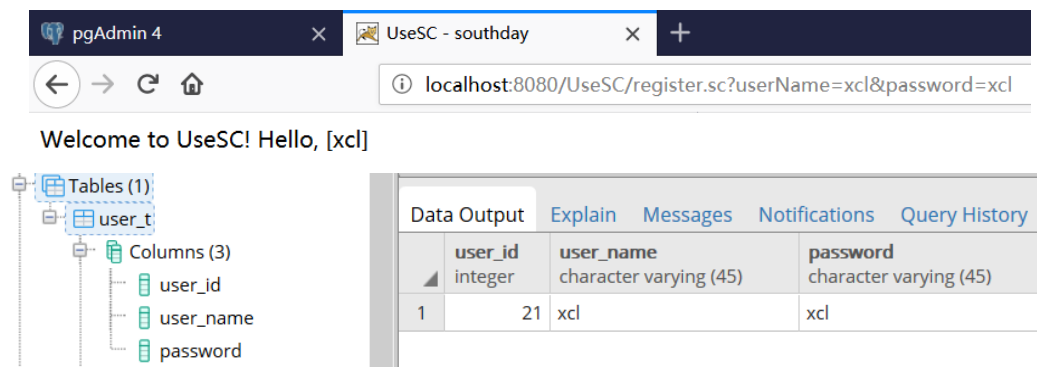 pgAdmin 4
UseSC - southday
localhost:8080/UseSC/register.sc?userName=xcl&password=xcl
Welcome to UseSC! Hello, [xcl]
Tables (1)
user_t
Columns (3)
user_id
user_name
password
Data Output Explain Messages Notifications Query History
user_id user_name password
integer character varying (45) character varying (45)
1 21 xcl xcl